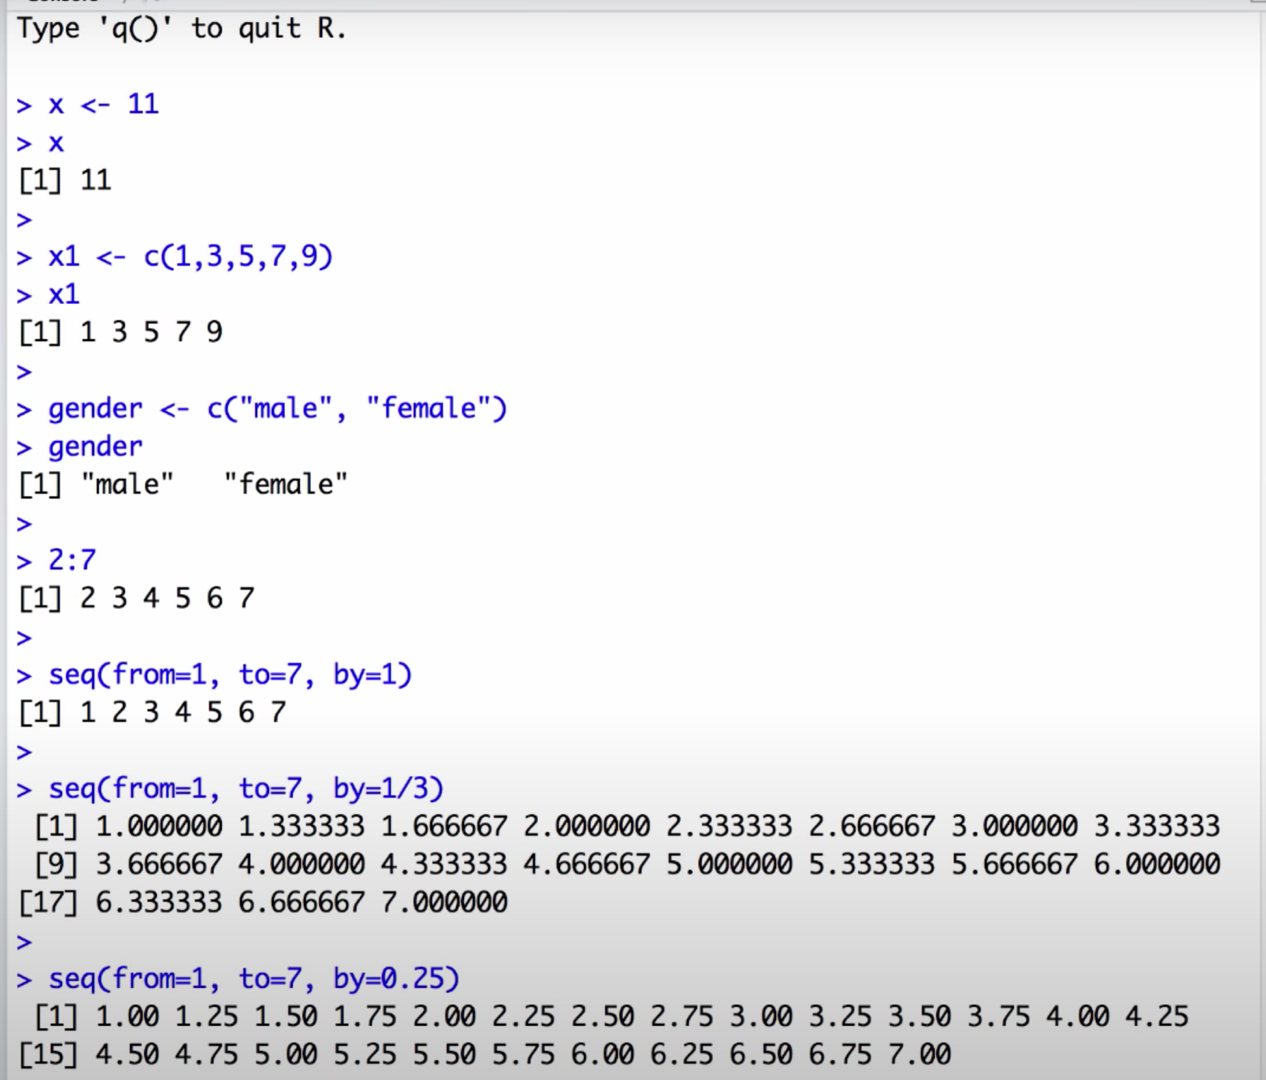 Type 'q()' to quit R.
> x <- 11
> x
[1] 11
>
> x1 <- c(1,3,5,7,9)
> x1
[1] 1 3 5 7 9
>
> gender <- c("male", "female")
> gender
[1] "male"   "female"
>
> 2:7
[1] 2 3 4 5 6 7
>
> seq(from=1, to=7, by=1)
[1] 1 2 3 4 5 6 7
>
> seq(from=1, to=7, by=1/3)
 [1] 1.000000 1.333333 1.666667 2.000000 2.333333 2.666667 3.000000 3.333333
 [9] 3.666667 4.000000 4.333333 4.666667 5.000000 5.333333 5.666667 6.000000
[17] 6.333333 6.666667 7.000000
>
> seq(from=1, to=7, by=0.25)
 [1] 1.00 1.25 1.50 1.75 2.00 2.25 2.50 2.75 3.00 3.25 3.50 3.75 4.00 4.25
[15] 4.50 4.75 5.00 5.25 5.50 5.75 6.00 6.25 6.50 6.75 7.00